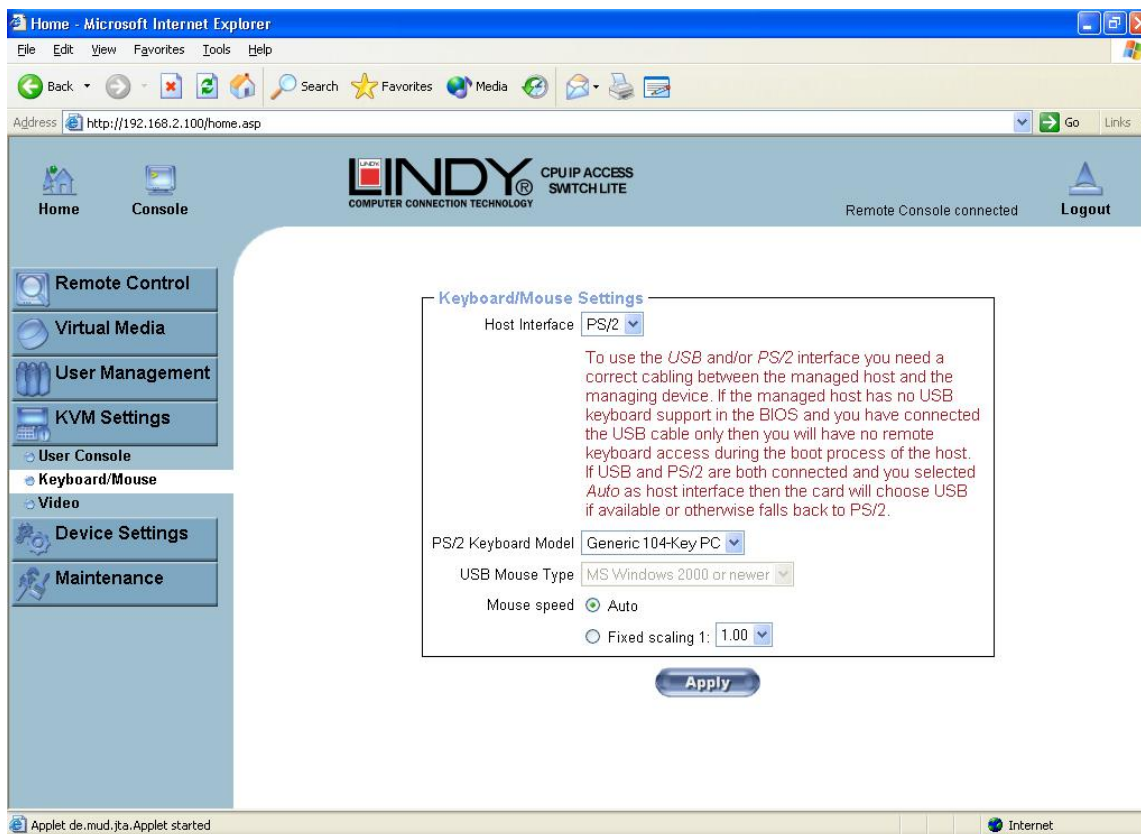 Home - Microsoft Internet Explorer
File Edit View Favorites Tools Help
Back Search Favorites Media
Address http://192.168.2.100/home.asp Go Links
Home Console
LINDY
LINDY ®
COMPUTER CONNECTION TECHNOLOGY
CPU IP ACCESS
SWITCH LITE
Remote Console connected
Logout
Remote Control
Virtual Media
User Management
KVM Settings
User Console
Keyboard/Mouse
Video
Device Settings
Maintenance
Keyboard/Mouse Settings
Host Interface PS/2
To use the USB and/or PS/2 interface you need a
correct cabling between the managed host and the
managing device. If the managed host has no USB
keyboard support in the BIOS and you have connected
the USB cable only then you will have no remote
keyboard access during the boot process of the host.
If USB and PS/2 are both connected and you selected
Auto as host interface then the card will choose USB
if available or otherwise falls back to PS/2.
PS/2 Keyboard Model Generic 104-Key PC
USB Mouse Type MS Windows 2000 or newer
Mouse speed Auto
Fixed scaling 1: 1.00
Apply
Applet de.mud.jta.Applet started
Internet